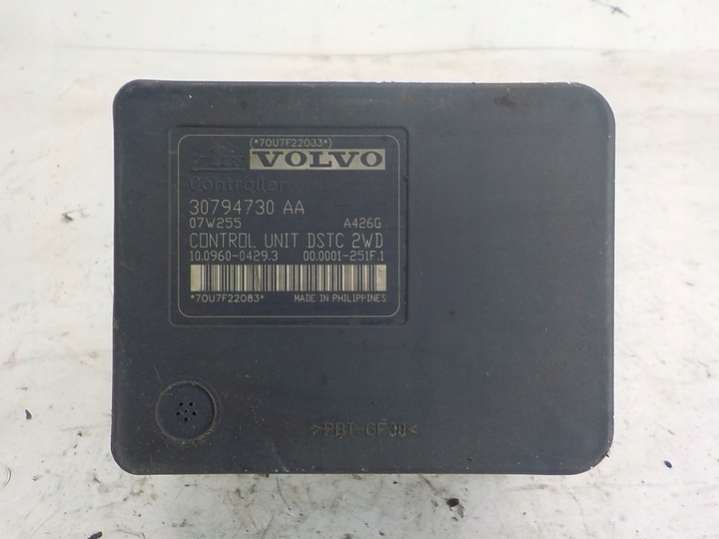 (*70U7F22083*)
VOLVO
Controller
30794730 AA
07W255 A426G
CONTROL UNIT DSTC 2WD
10.0960-0429.3 00.0001-251F.1
*70U7F22083*
MADE IN PHILIPPINES
>PBT-GF30<